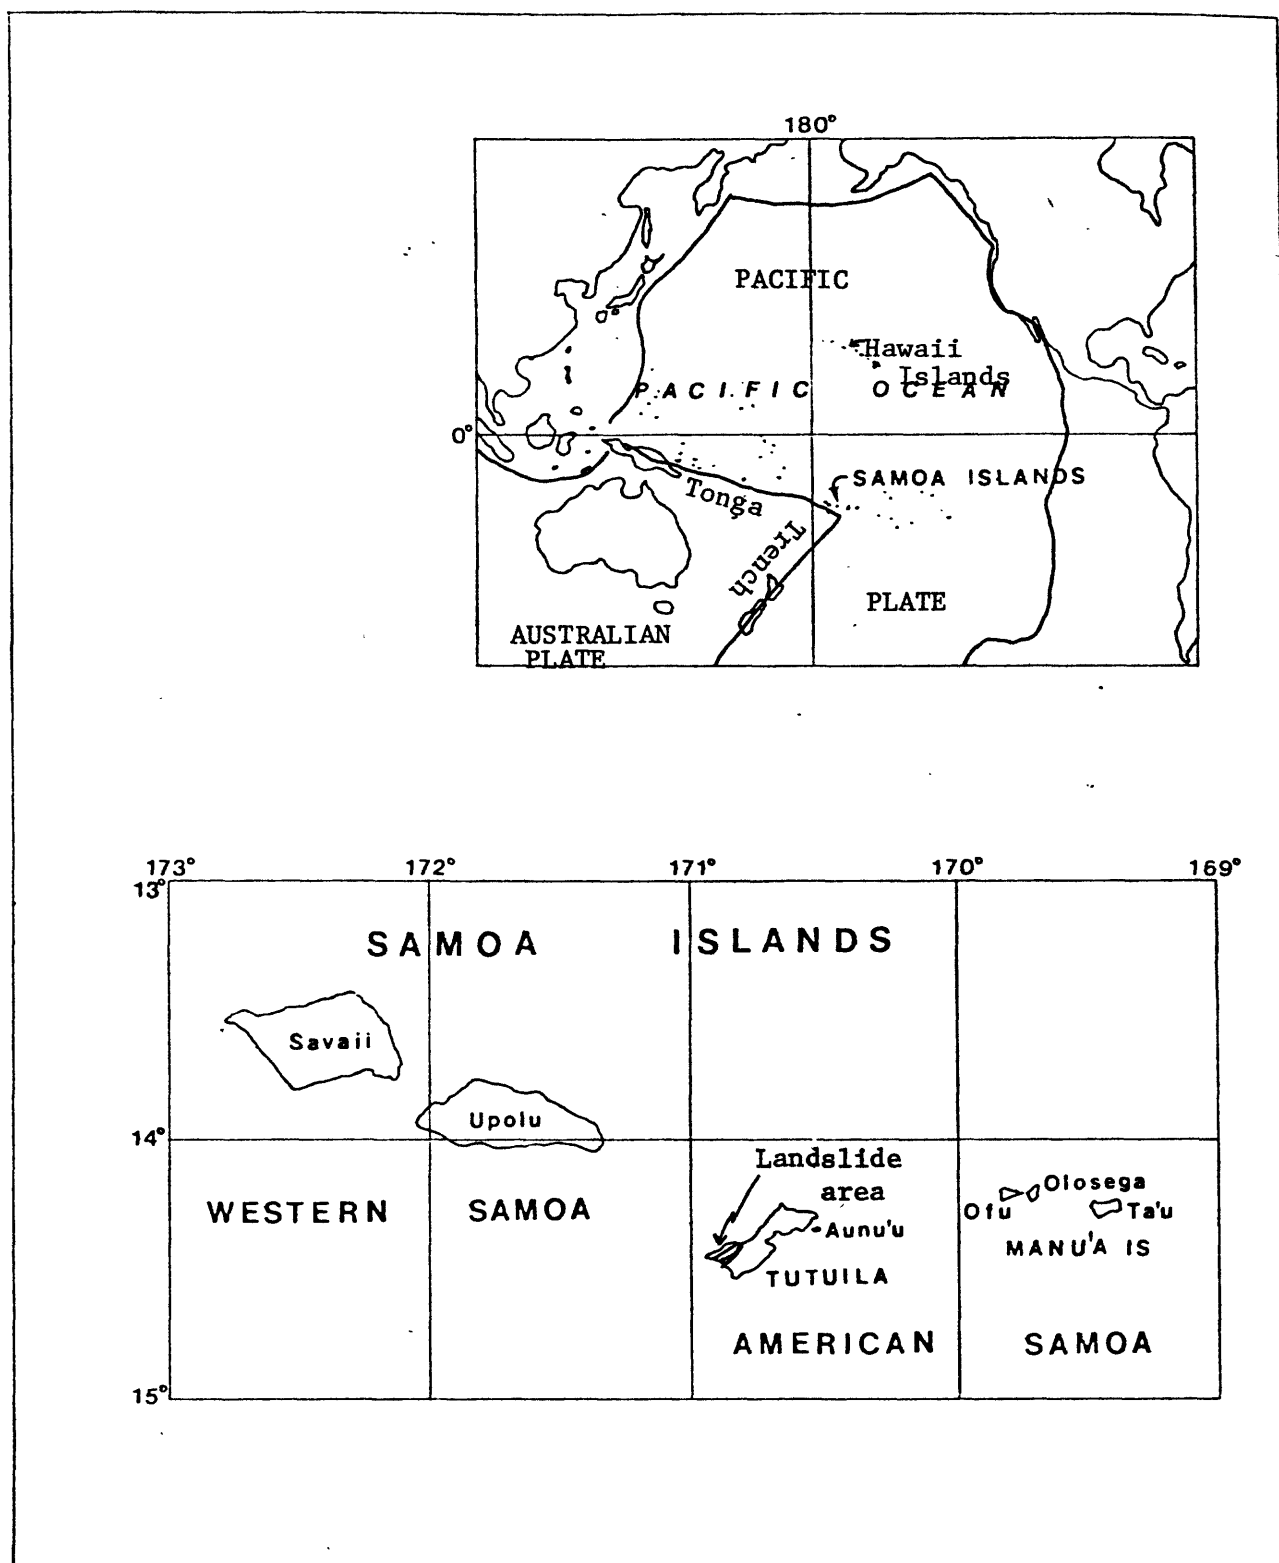 180°
PACIFIC
Hawaii
Islands
PACIFIC OCEAN
0°
SAMOA ISLANDS
Tonga
Trench
PLATE
AUSTRALIAN
PLATE
173° 172° 171° 170° 169°
13°
SAMOA ISLANDS
Savaii
Upolu
14°
Landslide
area
Olosega
Ofu
Ta'u
WESTERN SAMOA
Aunu'u
MANU'A IS
TUTUILA
AMERICAN SAMOA
15°